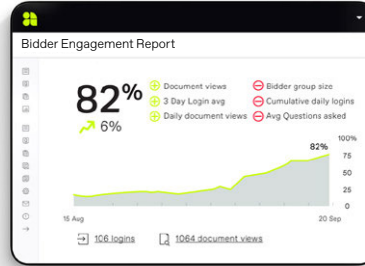 Bidder Engagement Report
82%
6%
Document views
3 Day Login avg
Daily document views
Bidder group size
Cumulative daily logins
Avg Questions asked
82%
100%
75
50
25
0
15 Aug
20 Sep
106 logins
1064 document views